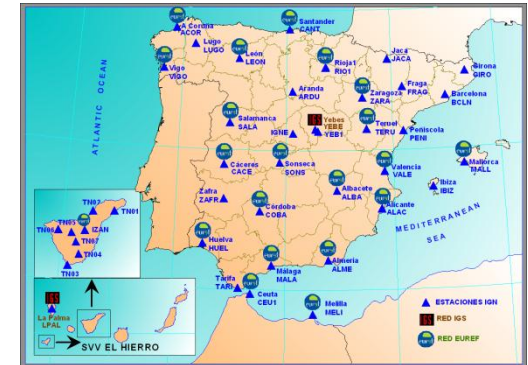 A Coruña
ACOR
Lugo
LUGO
Santander
CANT
León
LEON
Vigo
VIGO
Rioja1
RIO1
Jaca
JACA
Girona
GIRO
Fraga
FRAG
Barcelona
BCLN
Aranda
ARDU
Zaragoza
ZARA
Salamanca
SALA
IGNE
Yebes
YEBE
YEB1
Teruel
TERU
Peniscola
PENI
Cáceres
CACE
Sonseca
SONS
Valencia
VALE
Mallorca
MALL
Ibiza
IBIZ
Zafra
ZAFR
Albacete
ALBA
Alicante
ALAC
Córdoba
COBA
Huelva
HUEL
Almería
ALME
Málaga
MALA
Tarifa
TARI
Ceuta
CEU1
Melilla
MELI
ATLANTIC OCEAN
MEDITERRANEAN
SEA
TN02
TN01
TN05
TN06
IZAN
TN07
TN04
TN03
La Palma
LPAL
SVV EL HIERRO
ESTACIONES IGN
RED IGS
RED EUREF